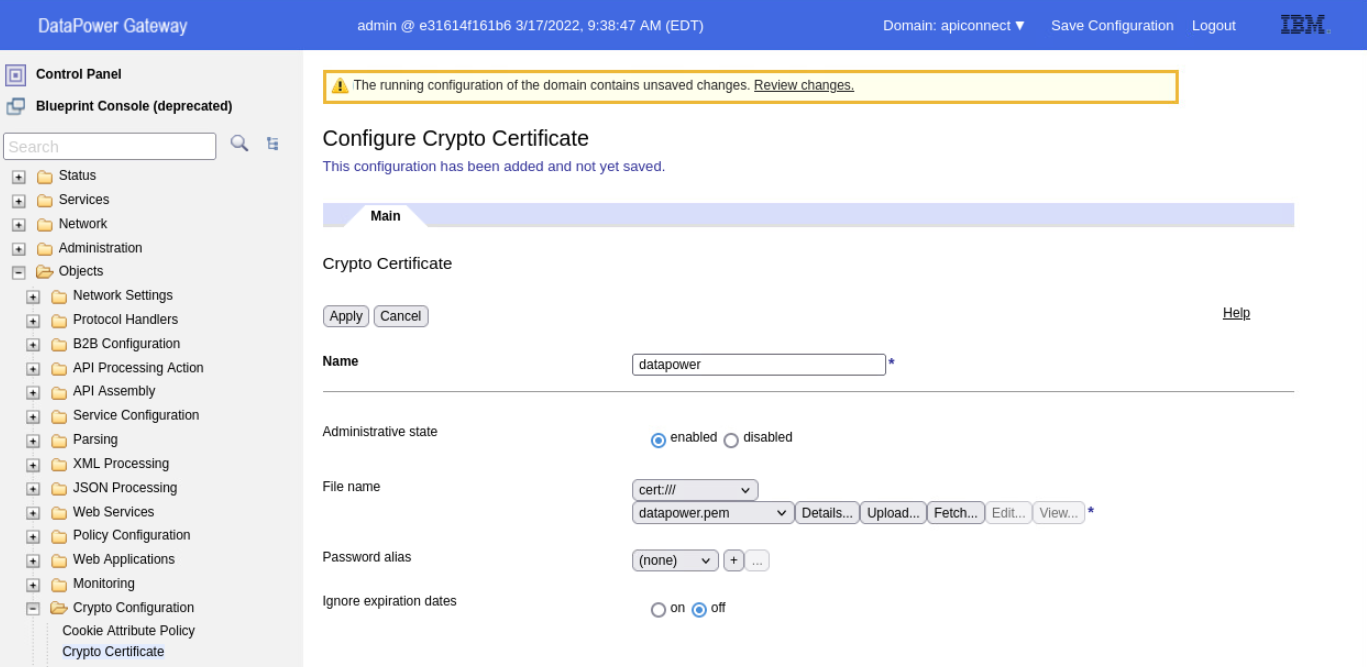 DataPower Gateway
admin @ e31614f161b6 3/17/2022, 9:38:47 AM (EDT)
Domain: apiconnect ▼
Save Configuration
Logout
IBM
Control Panel
Blueprint Console (deprecated)
Search
Status
Services
Network
Administration
Objects
Network Settings
Protocol Handlers
B2B Configuration
API Processing Action
API Assembly
Service Configuration
Parsing
XML Processing
JSON Processing
Web Services
Policy Configuration
Web Applications
Monitoring
Crypto Configuration
Cookie Attribute Policy
Crypto Certificate
The running configuration of the domain contains unsaved changes. Review changes.
Configure Crypto Certificate
This configuration has been added and not yet saved.
Main
Crypto Certificate
Apply Cancel
Help
Name datapower *
Administrative state enabled disabled
File name cert:///
datapower.pem Details... Upload... Fetch... Edit... View... *
Password alias (none) + ...
Ignore expiration dates on off